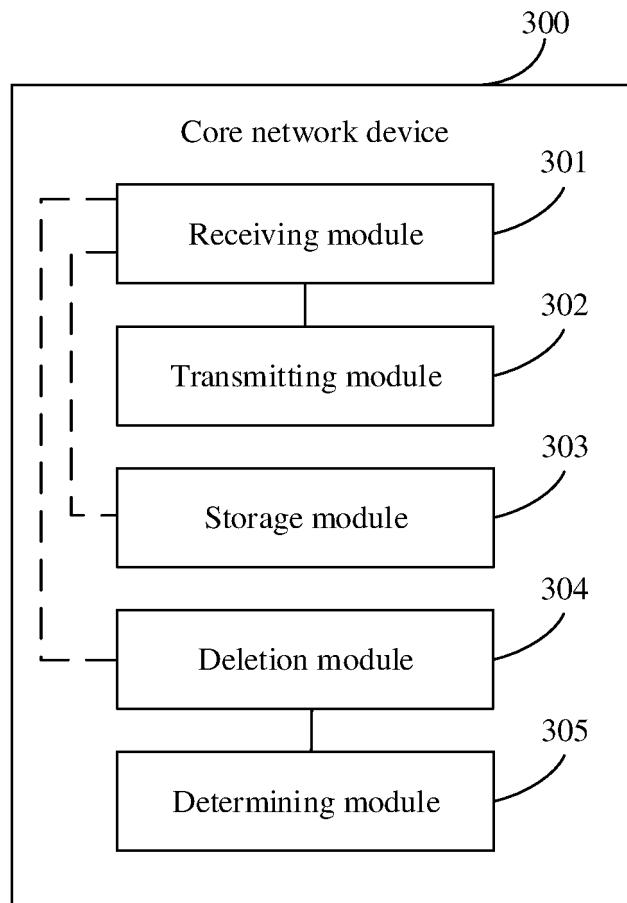 300
Core network device
301
Receiving module
302
Transmitting module
303
Storage module
304
Deletion module
305
Determining module